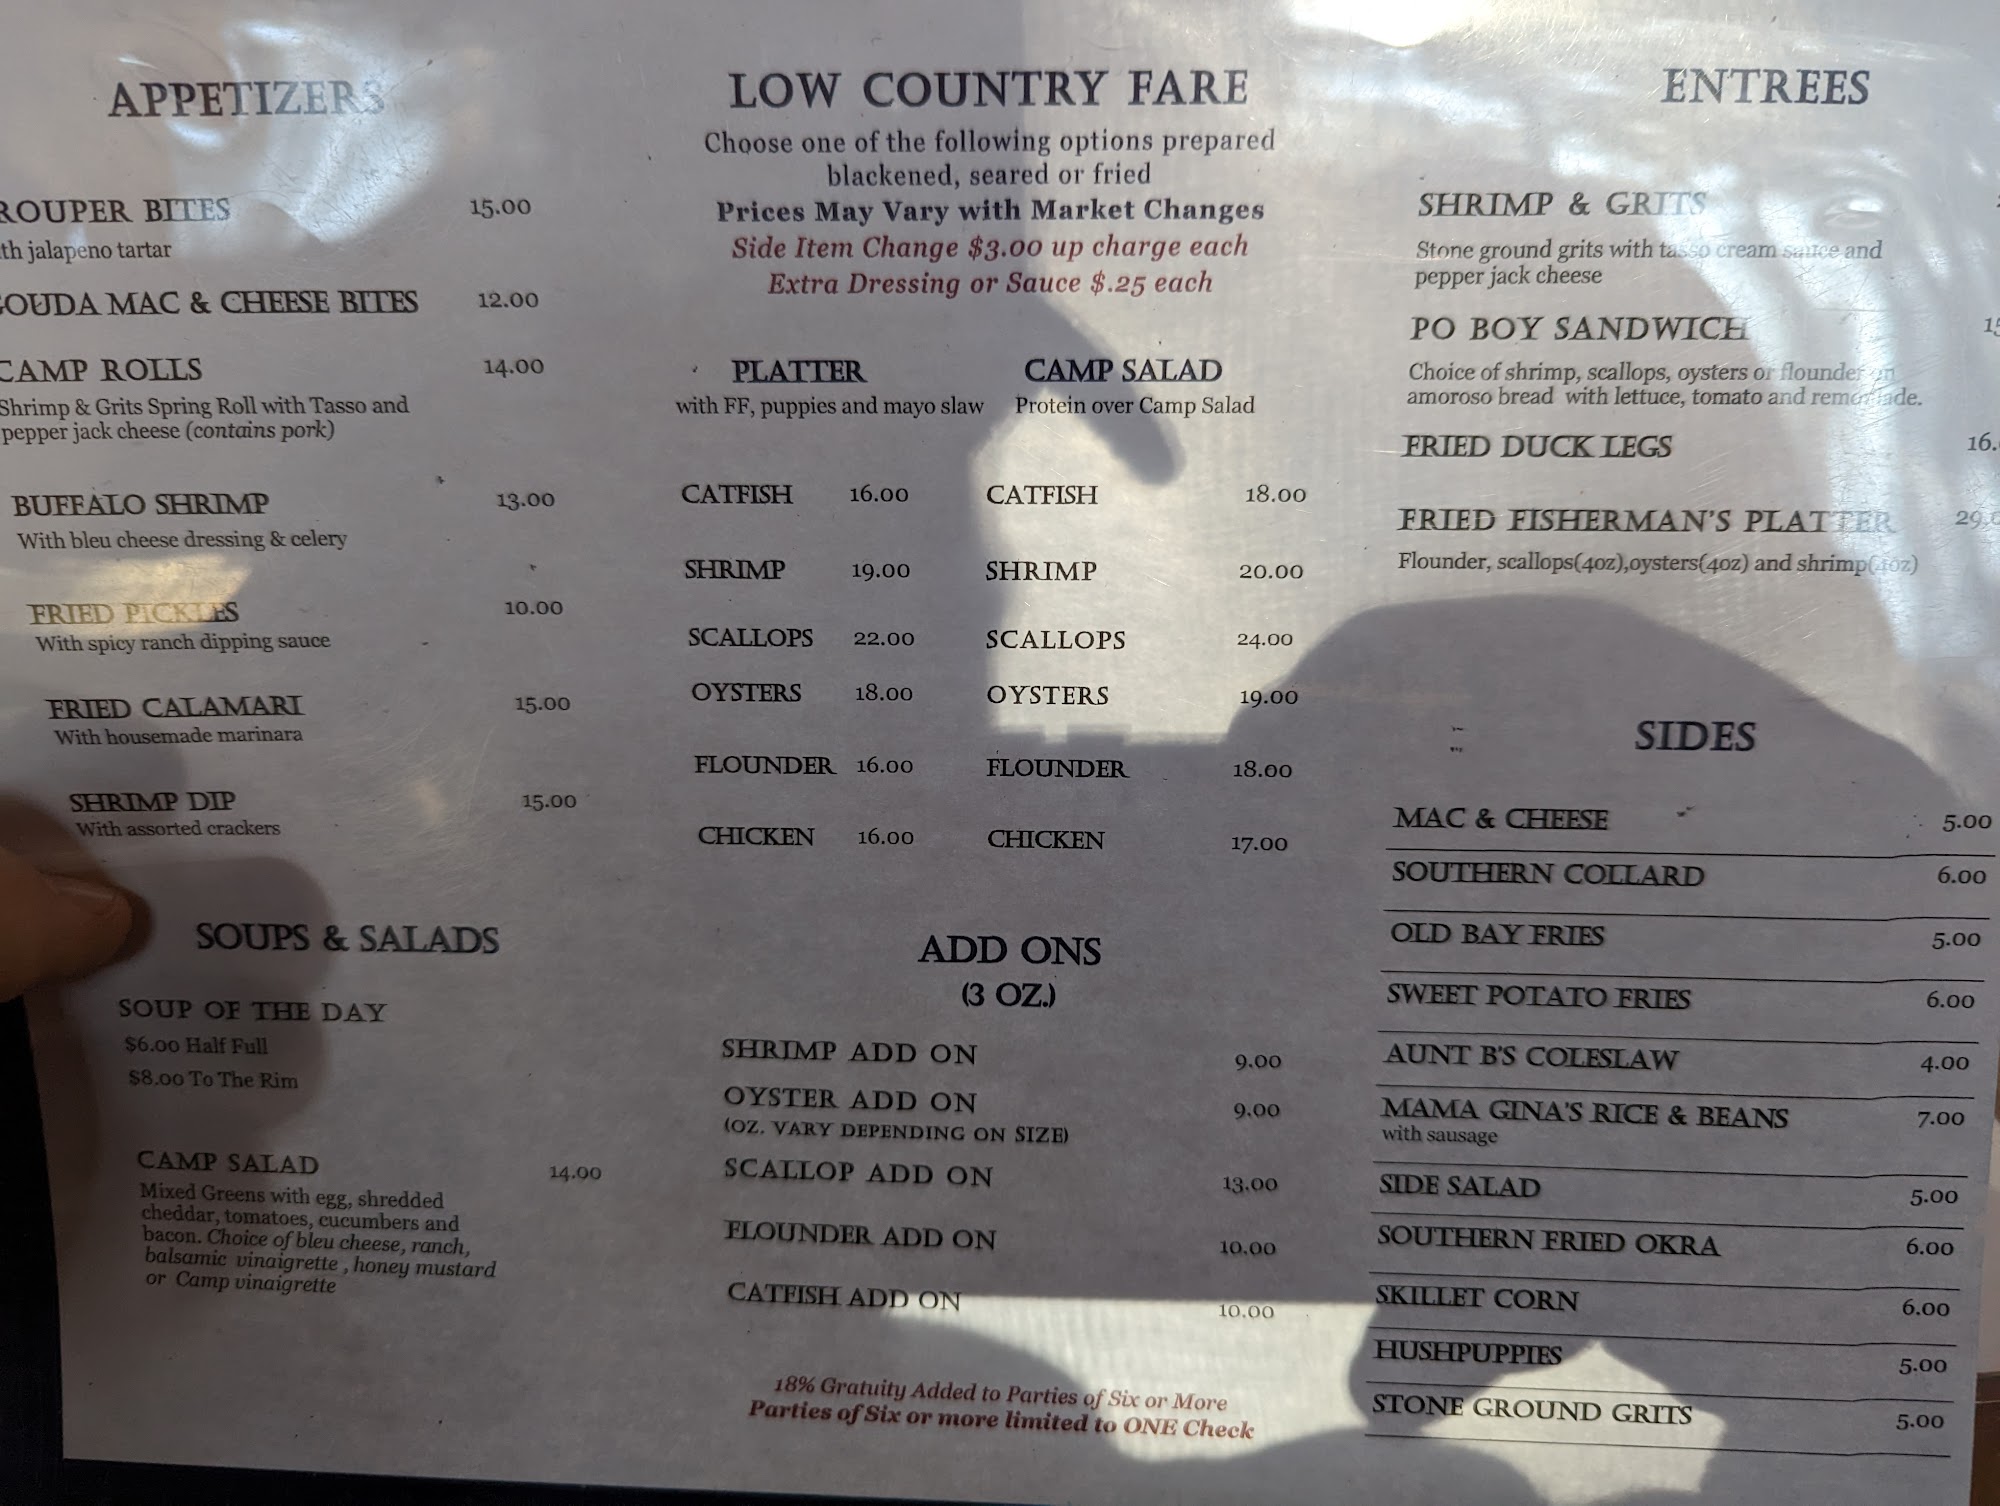 APPETIZERS
ROUPER BITES 15.00
th jalapeno tartar
OUDA MAC & CHEESE BITES 12.00
CAMP ROLLS 14.00
Shrimp & Grits Spring Roll with Tasso and
pepper jack cheese (contains pork)
BUFFALO SHRIMP 13.00
With bleu cheese dressing & celery
FRIED PICKLES 10.00
With spicy ranch dipping sauce
FRIED CALAMARI 15.00
With housemade marinara
SHRIMP DIP 15.00
With assorted crackers
SOUPS & SALADS
SOUP OF THE DAY
$6.00 Half Full
$8.00 To The Rim
CAMP SALAD 14.00
Mixed Greens with egg, shredded
cheddar, tomatoes, cucumbers and
bacon. Choice of bleu cheese, ranch,
balsamic vinaigrette , honey mustard
or Camp vinaigrette
LOW COUNTRY FARE
Choose one of the following options prepared
blackened, seared or fried
Prices May Vary with Market Changes
Side Item Change $3.00 up charge each
Extra Dressing or Sauce $.25 each
PLATTER
with FF, puppies and mayo slaw
CATFISH 16.00
SHRIMP 19.00
SCALLOPS 22.00
OYSTERS 18.00
FLOUNDER 16.00
CHICKEN 16.00
CAMP SALAD
Protein over Camp Salad
CATFISH 18.00
SHRIMP 20.00
SCALLOPS 24.00
OYSTERS 19.00
FLOUNDER 18.00
CHICKEN 17.00
ADD ONS
(3 OZ.)
SHRIMP ADD ON 9.00
OYSTER ADD ON 9.00
(OZ. VARY DEPENDING ON SIZE)
SCALLOP ADD ON 13.00
FLOUNDER ADD ON 10.00
CATFISH ADD ON 10.00
18% Gratuity Added to Parties of Six or More
Parties of Six or more limited to ONE Check
ENTREES
SHRIMP & GRITS
Stone ground grits with tasso cream sauce and
pepper jack cheese
PO BOY SANDWICH 15
Choice of shrimp, scallops, oysters or flounder on
amoroso bread with lettuce, tomato and remoulade.
FRIED DUCK LEGS 16.
FRIED FISHERMAN'S PLATTER 29.0
Flounder, scallops(4oz),oysters(4oz) and shrimp(4oz)
SIDES
MAC & CHEESE 5.00
SOUTHERN COLLARD 6.00
OLD BAY FRIES 5.00
SWEET POTATO FRIES 6.00
AUNT B'S COLESLAW 4.00
MAMA GINA'S RICE & BEANS 7.00
with sausage
SIDE SALAD 5.00
SOUTHERN FRIED OKRA 6.00
SKILLET CORN 6.00
HUSHPUPPIES 5.00
STONE GROUND GRITS 5.00